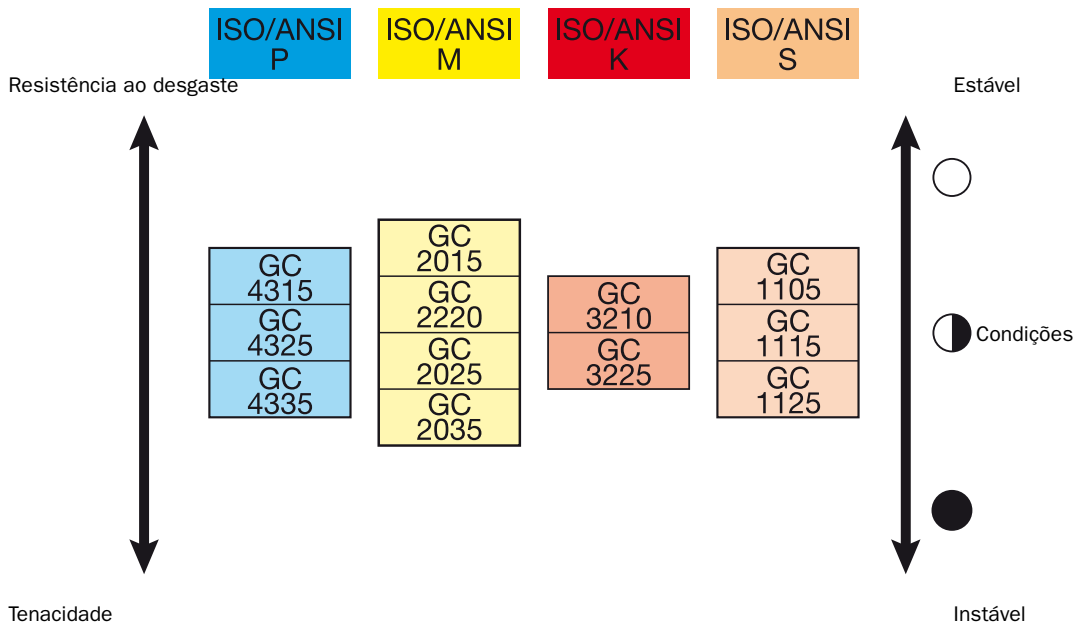 ISO/ANSI
P
ISO/ANSI
M
ISO/ANSI
K
ISO/ANSI
S
Resistência ao desgaste
Estável
GC
4315
GC
4325
GC
4335
GC
2015
GC
2220
GC
2025
GC
2035
GC
3210
GC
3225
GC
1105
GC
1115
GC
1125
Condições
Tenacidade
Instável